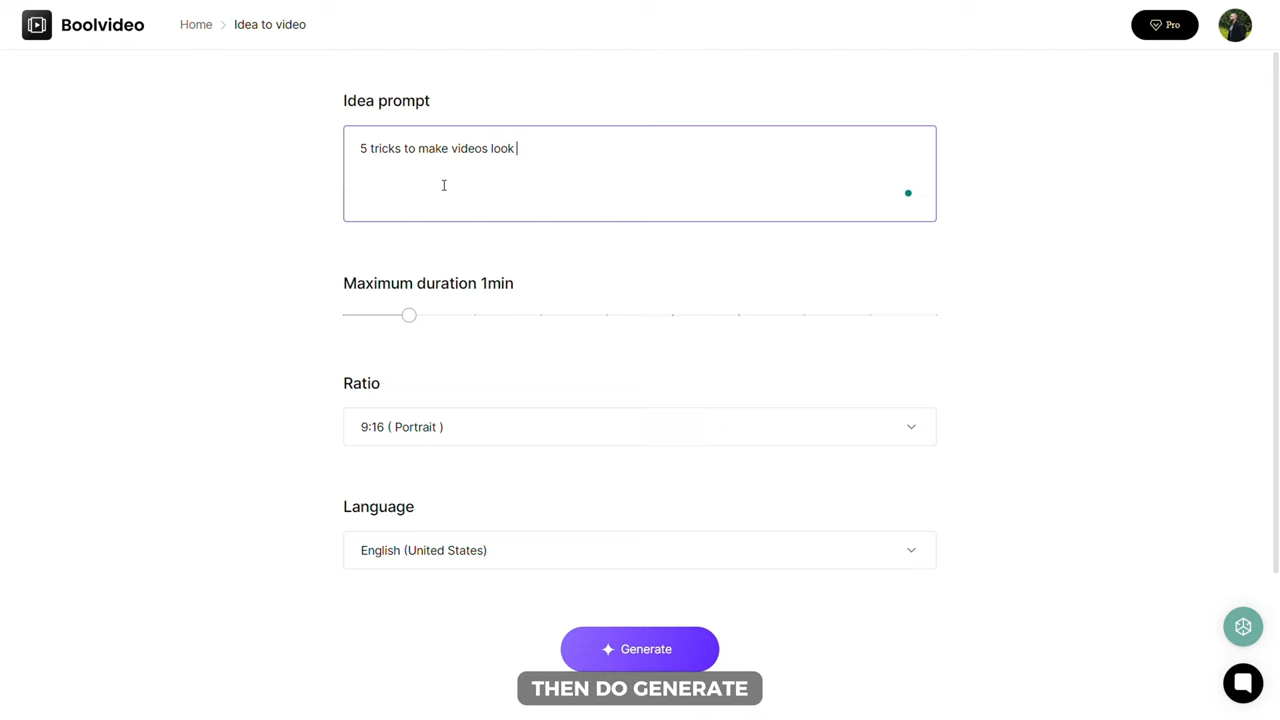 Boolvideo
Home > Idea to video
Pro
Idea prompt
5 tricks to make videos look
Maximum duration 1min
Ratio
9:16 ( Portrait )
Language
English (United States)
Generate
THEN DO GENERATE